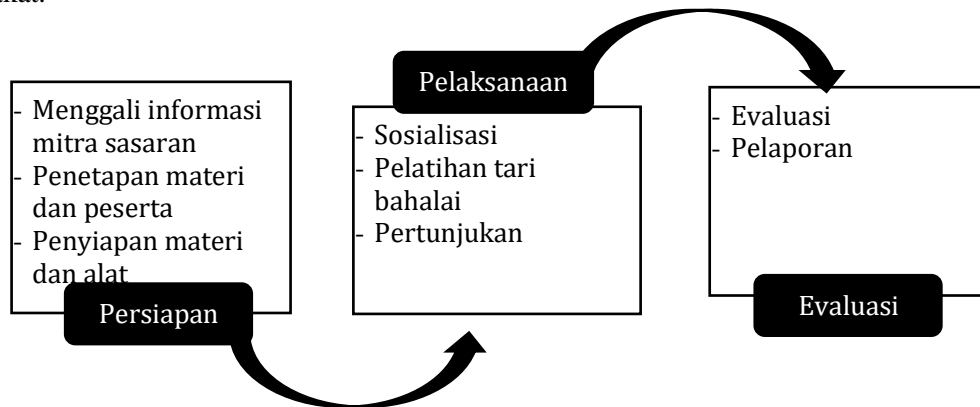 - Menggali informasi
mitra sasaran
- Penetapan materi
dan peserta
- Penyiapan materi
dan alat
Persiapan
Pelaksanaan
- Sosialisasi
- Pelatihan tari
bahalai
- Pertunjukan
- Evaluasi
- Pelaporan
Evaluasi